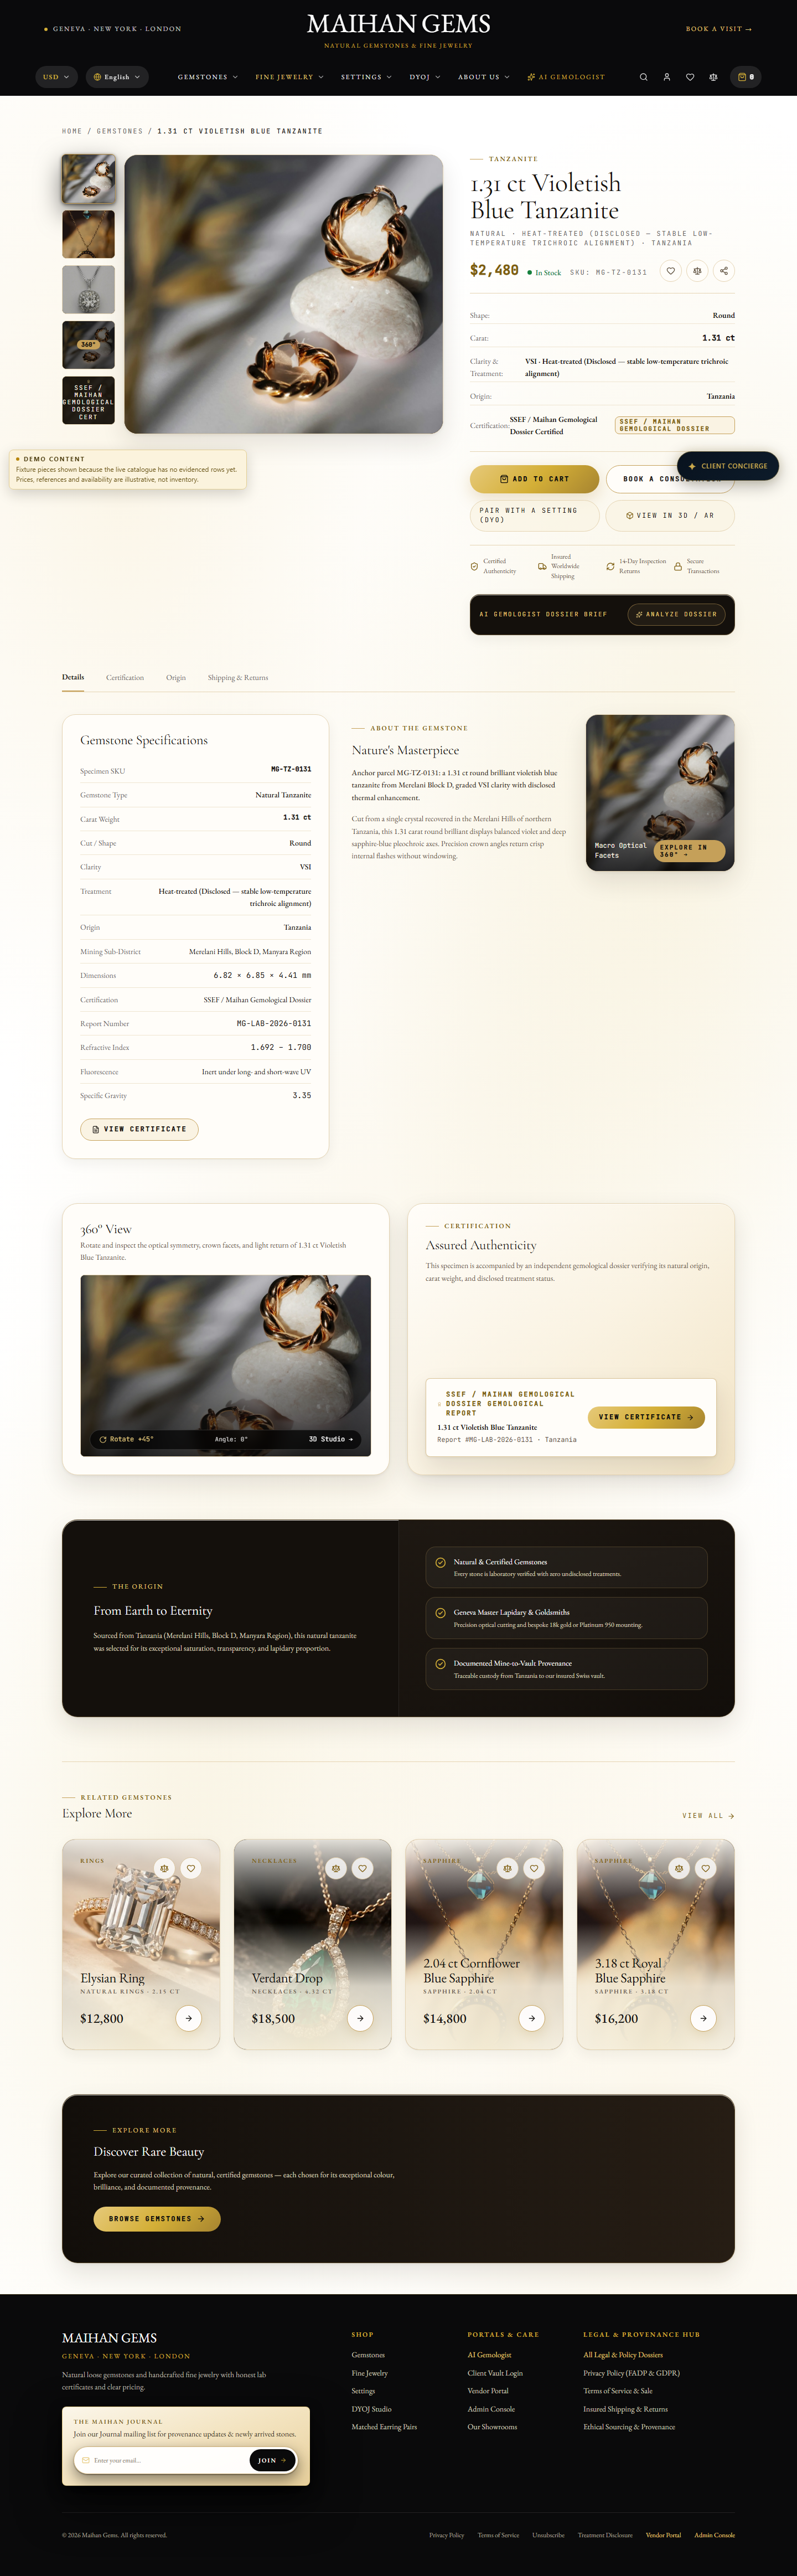 GENEVA · NEW YORK · LONDON
MAIHAN GEMS
NATURAL GEMSTONES & FINE JEWELRY
BOOK A VISIT →
USD
English
GEMSTONES
FINE JEWELRY
SETTINGS
DYOJ
ABOUT US
AI GEMOLOGIST
0
HOME / GEMSTONES / 1.31 CT VIOLETISH BLUE TANZANITE
360°
SSEF /
MAIHAN
GEMOLOGICAL
DOSSIER
CERT
TANZANITE
1.31 ct Violetish
Blue Tanzanite
NATURAL · HEAT-TREATED (DISCLOSED — STABLE LOW-
TEMPERATURE TRICHROIC ALIGNMENT) · TANZANITE
$2,480
In Stock
SKU: MG-TZ-0131
Shape:
Round
Carat:
1.31 ct
Clarity &
Treatment:
VSI · Heat-treated (Disclosed — stable low-temperature trichroic
alignment)
Origin:
Tanzania
Certification:
SSEF / Maihan Gemological
Dossier Certified
SSEF / MAIHAN
GEMOLOGICAL DOSSIER
DEMO CONTENT
Fixture pieces shown because the live catalogue has no evidenced rows yet.
Prices, references and availability are illustrative, not inventory.
ADD TO CART
BOOK A
CLIENT CONCIERGE
PAIR WITH A SETTING
(DYO)
VIEW IN 3D / AR
Certified
Authenticity
Insured
Worldwide
Shipping
14-Day Inspection
Returns
Secure
Transactions
AI GEMOLOGIST DOSSIER BRIEF
ANALYZE DOSSIER
Details
Certification
Origin
Shipping & Returns
Gemstone Specifications
Specimen SKU
MG-TZ-0131
Gemstone Type
Natural Tanzanite
Carat Weight
1.31 ct
Cut / Shape
Round
Clarity
VSI
Treatment
Heat-treated (Disclosed — stable low-temperature
trichroic alignment)
Origin
Tanzania
Mining Sub-District
Merelani Hills, Block D, Manyara Region
Dimensions
6.82 × 6.85 × 4.41 mm
Certification
SSEF / Maihan Gemological Dossier
Report Number
MG-LAB-2026-0131
Refractive Index
1.692 – 1.700
Fluorescence
Inert under long- and short-wave UV
Specific Gravity
3.35
VIEW CERTIFICATE
ABOUT THE GEMSTONE
Nature's Masterpiece
Anchor parcel MG-TZ-0131: a 1.31 ct round brilliant violetish blue
tanzanite from Merelani Block D, graded VSI clarity with disclosed
thermal enhancement.
Cut from a single crystal recovered in the Merelani Hills of northern
Tanzania, this 1.31 carat round brilliant displays balanced violet and deep
sapphire-blue pleochroic axes. Precision crown angles return crisp
internal flashes without windowing.
Macro Optical
Facets
EXPLORE IN
360° →
360° View
Rotate and inspect the optical symmetry, crown facets, and light return of 1.31 ct Violetish
Blue Tanzanite.
Rotate +45°
Angle: 0°
3D Studio →
CERTIFICATION
Assured Authenticity
This specimen is accompanied by an independent gemological dossier verifying its natural origin,
carat weight, and disclosed treatment status.
SSEF / MAIHAN GEMOLOGICAL
DOSSIER GEMOLOGICAL
REPORT
1.31 ct Violetish Blue Tanzanite
Report #MG-LAB-2026-0131 · Tanzania
VIEW CERTIFICATE →
THE ORIGIN
From Earth to Eternity
Sourced from Tanzania (Merelani Hills, Block D, Manyara Region), this natural tanzanite
was selected for its exceptional saturation, transparency, and lapidary proportion.
Natural & Certified Gemstones
Every stone is laboratory verified with zero undisclosed treatments.
Geneva Master Lapidary & Goldsmiths
Precision optical cutting and bespoke 18k gold or Platinum 950 mounting.
Documented Mine-to-Vault Provenance
Traceable custody from Tanzania to our insured Swiss vault.
RELATED GEMSTONES
Explore More
VIEW ALL →
RINGS
Elysian Ring
NATURAL RINGS · 2.15 CT
$12,800
NECKLACES
Verdant Drop
NECKLACES · 4.32 CT
$18,500
SAPPHIRE
2.04 ct Cornflower
Blue Sapphire
SAPPHIRE · 2.04 CT
$14,800
SAPPHIRE
3.18 ct Royal
Blue Sapphire
SAPPHIRE · 3.18 CT
$16,200
EXPLORE MORE
Discover Rare Beauty
Explore our curated collection of natural, certified gemstones — each chosen for its exceptional colour,
brilliance, and documented provenance.
BROWSE GEMSTONES →
MAIHAN GEMS
GENEVA · NEW YORK · LONDON
Natural loose gemstones and handcrafted fine jewelry with honest lab
certificates and clear pricing.
THE MAIHAN JOURNAL
Join our Journal mailing list for provenance updates & newly arrived stones.
Enter your email...
JOIN →
SHOP
Gemstones
Fine Jewelry
Settings
DYOJ Studio
Matched Earring Pairs
PORTALS & CARE
AI Gemologist
Client Vault Login
Vendor Portal
Admin Console
Our Showrooms
LEGAL & PROVENANCE HUB
All Legal & Policy Dossiers
Privacy Policy (FADP & GDPR)
Terms of Service & Sale
Insured Shipping & Returns
Ethical Sourcing & Provenance
© 2026 Maihan Gems. All rights reserved.
Privacy Policy
Terms of Service
Unsubscribe
Treatment Disclosure
Vendor Portal
Admin Console